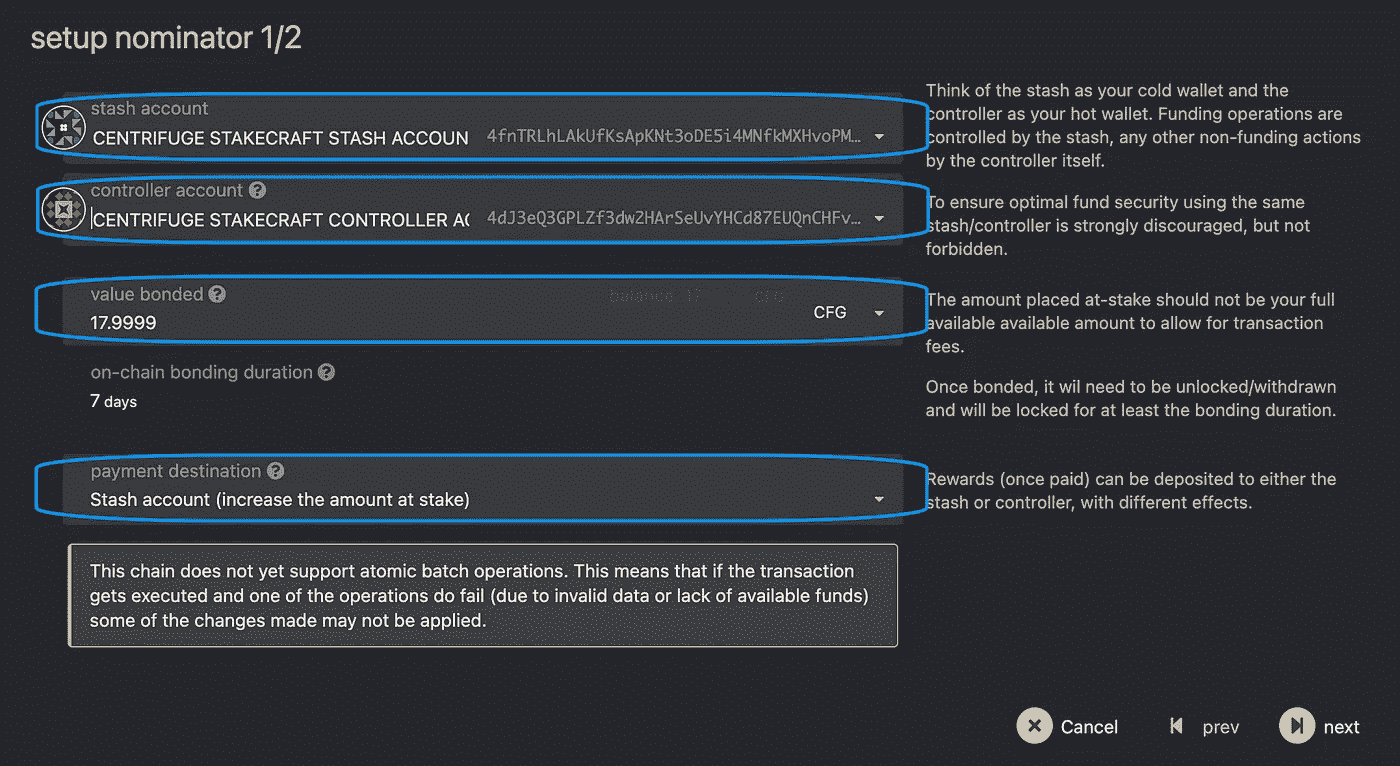 setup nominator 1/2
stash account
CENTRIFUGE STAKECRAFT STASH ACCOUN
4fnTRLhLAkUfKsApKNt3oDE5i4MNfkMXHvoPM…
Think of the stash as your cold wallet and the
controller as your hot wallet. Funding operations are
controlled by the stash, any other non-funding actions
by the controller itself.
controller account
CENTRIFUGE STAKECRAFT CONTROLLER AC
4dJ3eQ3GPLZf3dw2HArSeUvYHCd87EUQnCHFv…
To ensure optimal fund security using the same
stash/controller is strongly discouraged, but not
forbidden.
value bonded
balance 17 CFG
17.9999
CFG
The amount placed at-stake should not be your full
available available amount to allow for transaction
fees.
on-chain bonding duration
7 days
Once bonded, it wil need to be unlocked/withdrawn
and will be locked for at least the bonding duration.
payment destination
Stash account (increase the amount at stake)
Rewards (once paid) can be deposited to either the
stash or controller, with different effects.
This chain does not yet support atomic batch operations. This means that if the transaction
gets executed and one of the operations do fail (due to invalid data or lack of available funds)
some of the changes made may not be applied.
Cancel
prev
next